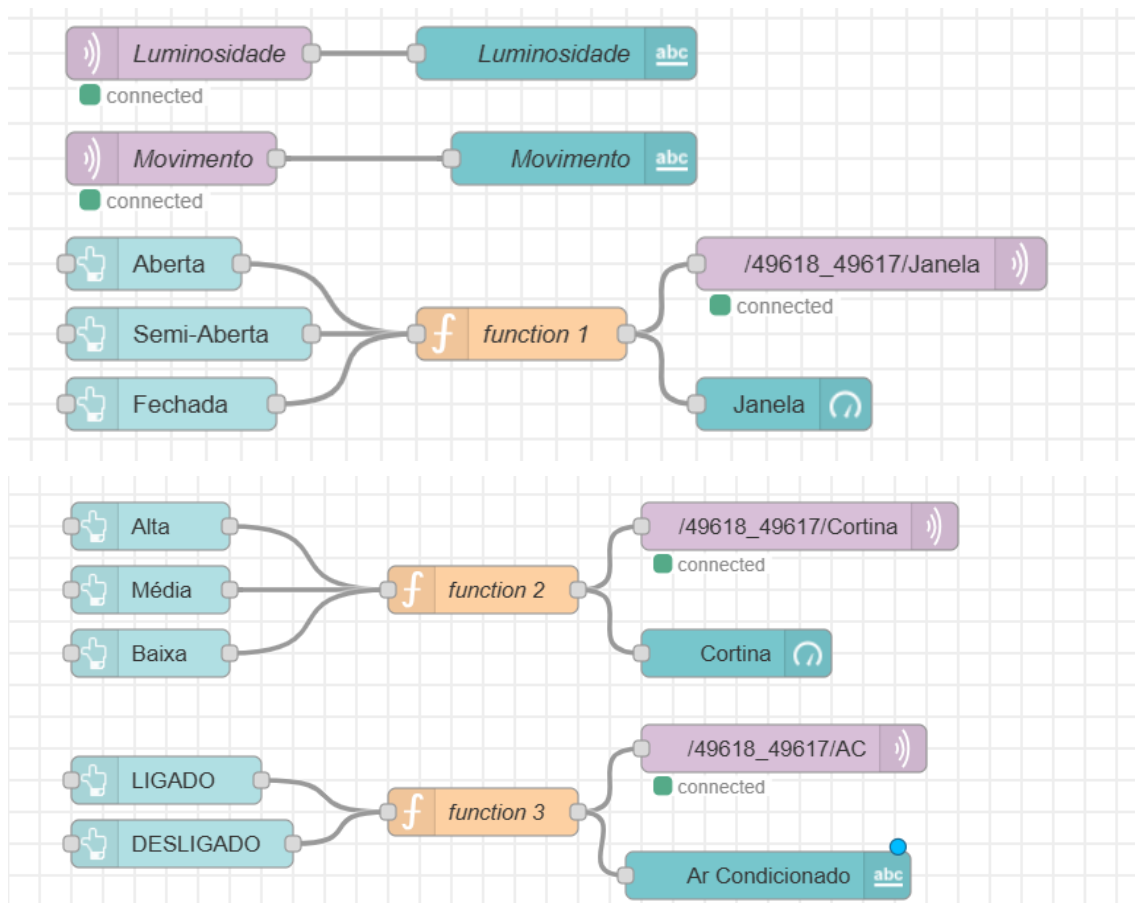 Luminosidade
Luminosidade abc
connected
Movimento
Movimento abc
connected
Aberta
/49618_49617/Janela
connected
Semi-Aberta
function 1
Fechada
Janela
Alta
/49618_49617/Cortina
connected
Média
function 2
Baixa
Cortina
/49618_49617/AC
connected
LIGADO
function 3
DESLIGADO
Ar Condicionado abc